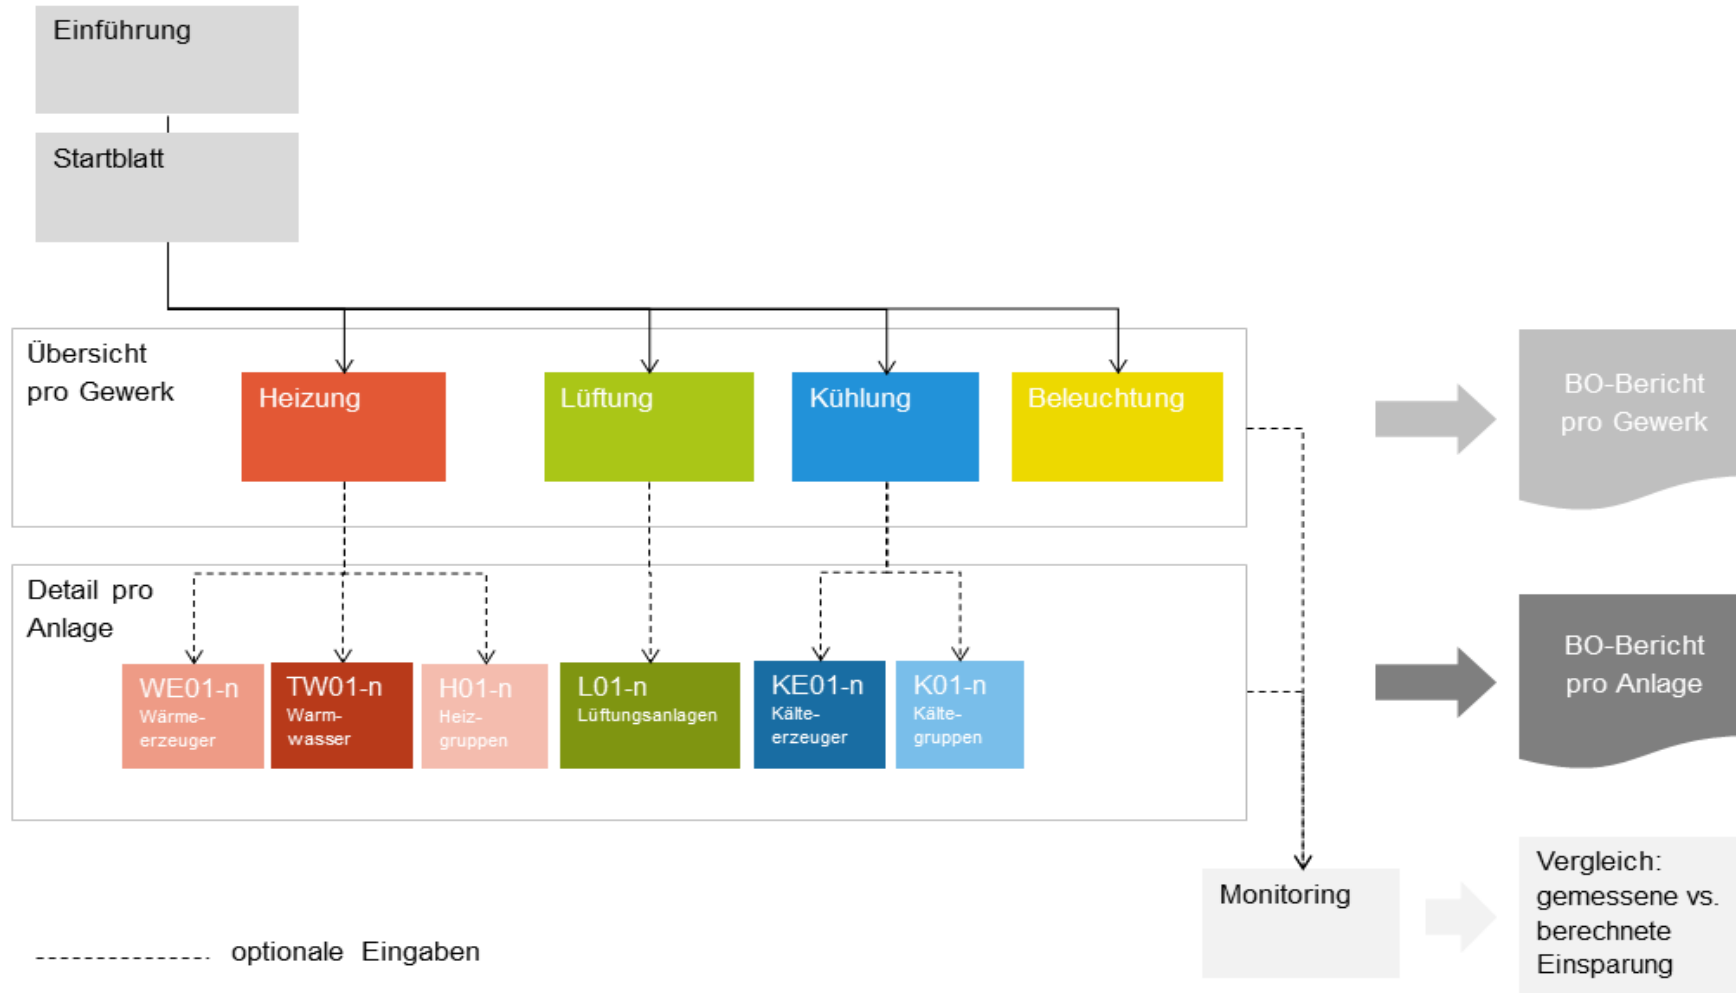 Einführung
Startblatt
Übersicht
pro Gewerk
Heizung
Lüftung
Kühlung
Beleuchtung
BO-Bericht
pro Gewerk
Detail pro
Anlage
WE01-n
Wärme-
erzeuger
TW01-n
Warm-
wasser
H01-n
Heiz-
gruppen
L01-n
Lüftungsanlagen
KE01-n
Kälte-
erzeuger
K01-n
Kälte-
gruppen
BO-Bericht
pro Anlage
Monitoring
Vergleich:
gemessene vs.
berechnete
Einsparung
optionale Eingaben